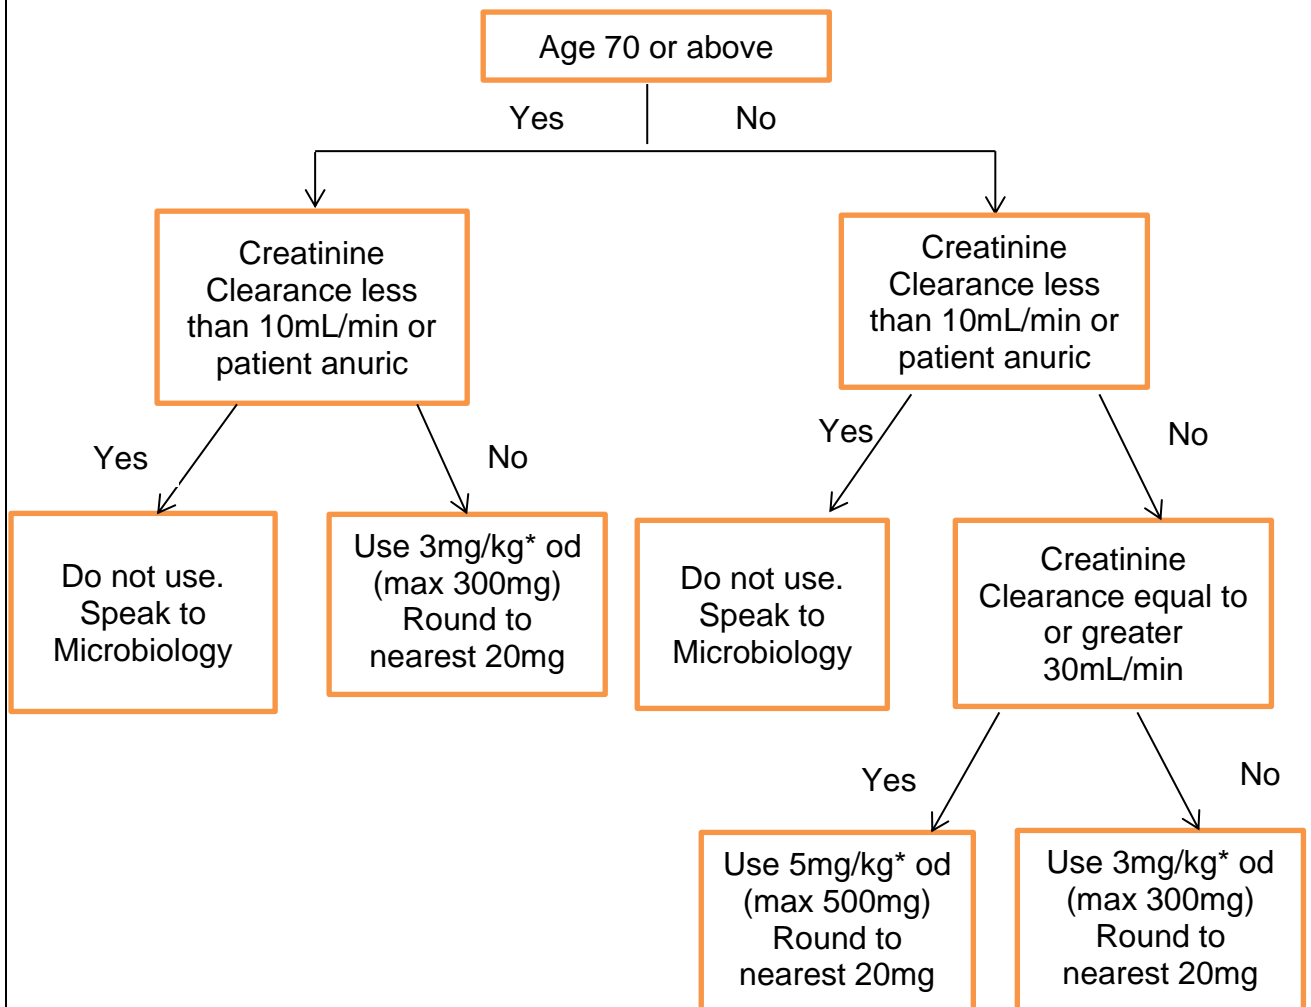 Age 70 or above
Yes
No
Creatinine
Clearance less
than 10mL/min or
patient anuric
Creatinine
Clearance less
than 10mL/min or
patient anuric
Yes
No
Yes
No
Do not use.
Speak to
Microbiology
Use 3mg/kg* od
(max 300mg)
Round to
nearest 20mg
Do not use.
Speak to
Microbiology
Creatinine
Clearance equal to
or greater
30mL/min
Yes
No
Use 5mg/kg* od
(max 500mg)
Round to
nearest 20mg
Use 3mg/kg* od
(max 300mg)
Round to
nearest 20mg